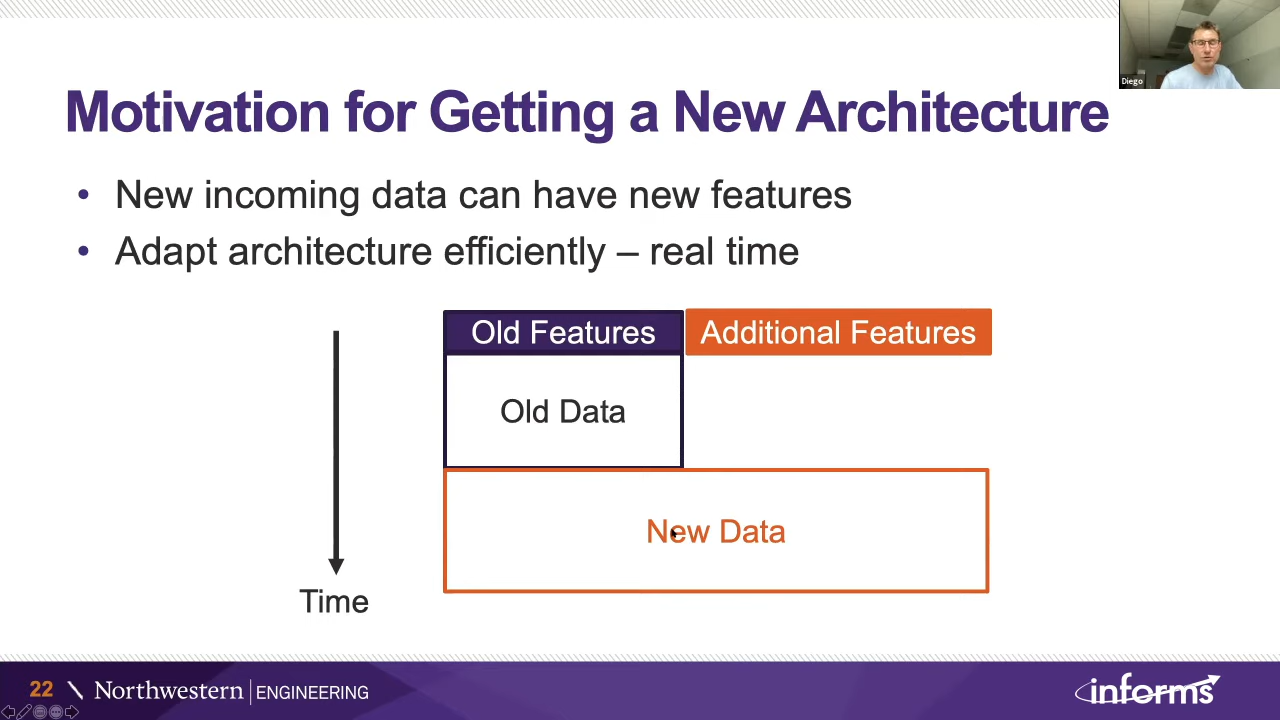 Diego
Motivation for Getting a New Architecture
• New incoming data can have new features
• Adapt architecture efficiently – real time
Old Features
Additional Features
Old Data
New Data
Time
22
Northwestern | ENGINEERING
informs